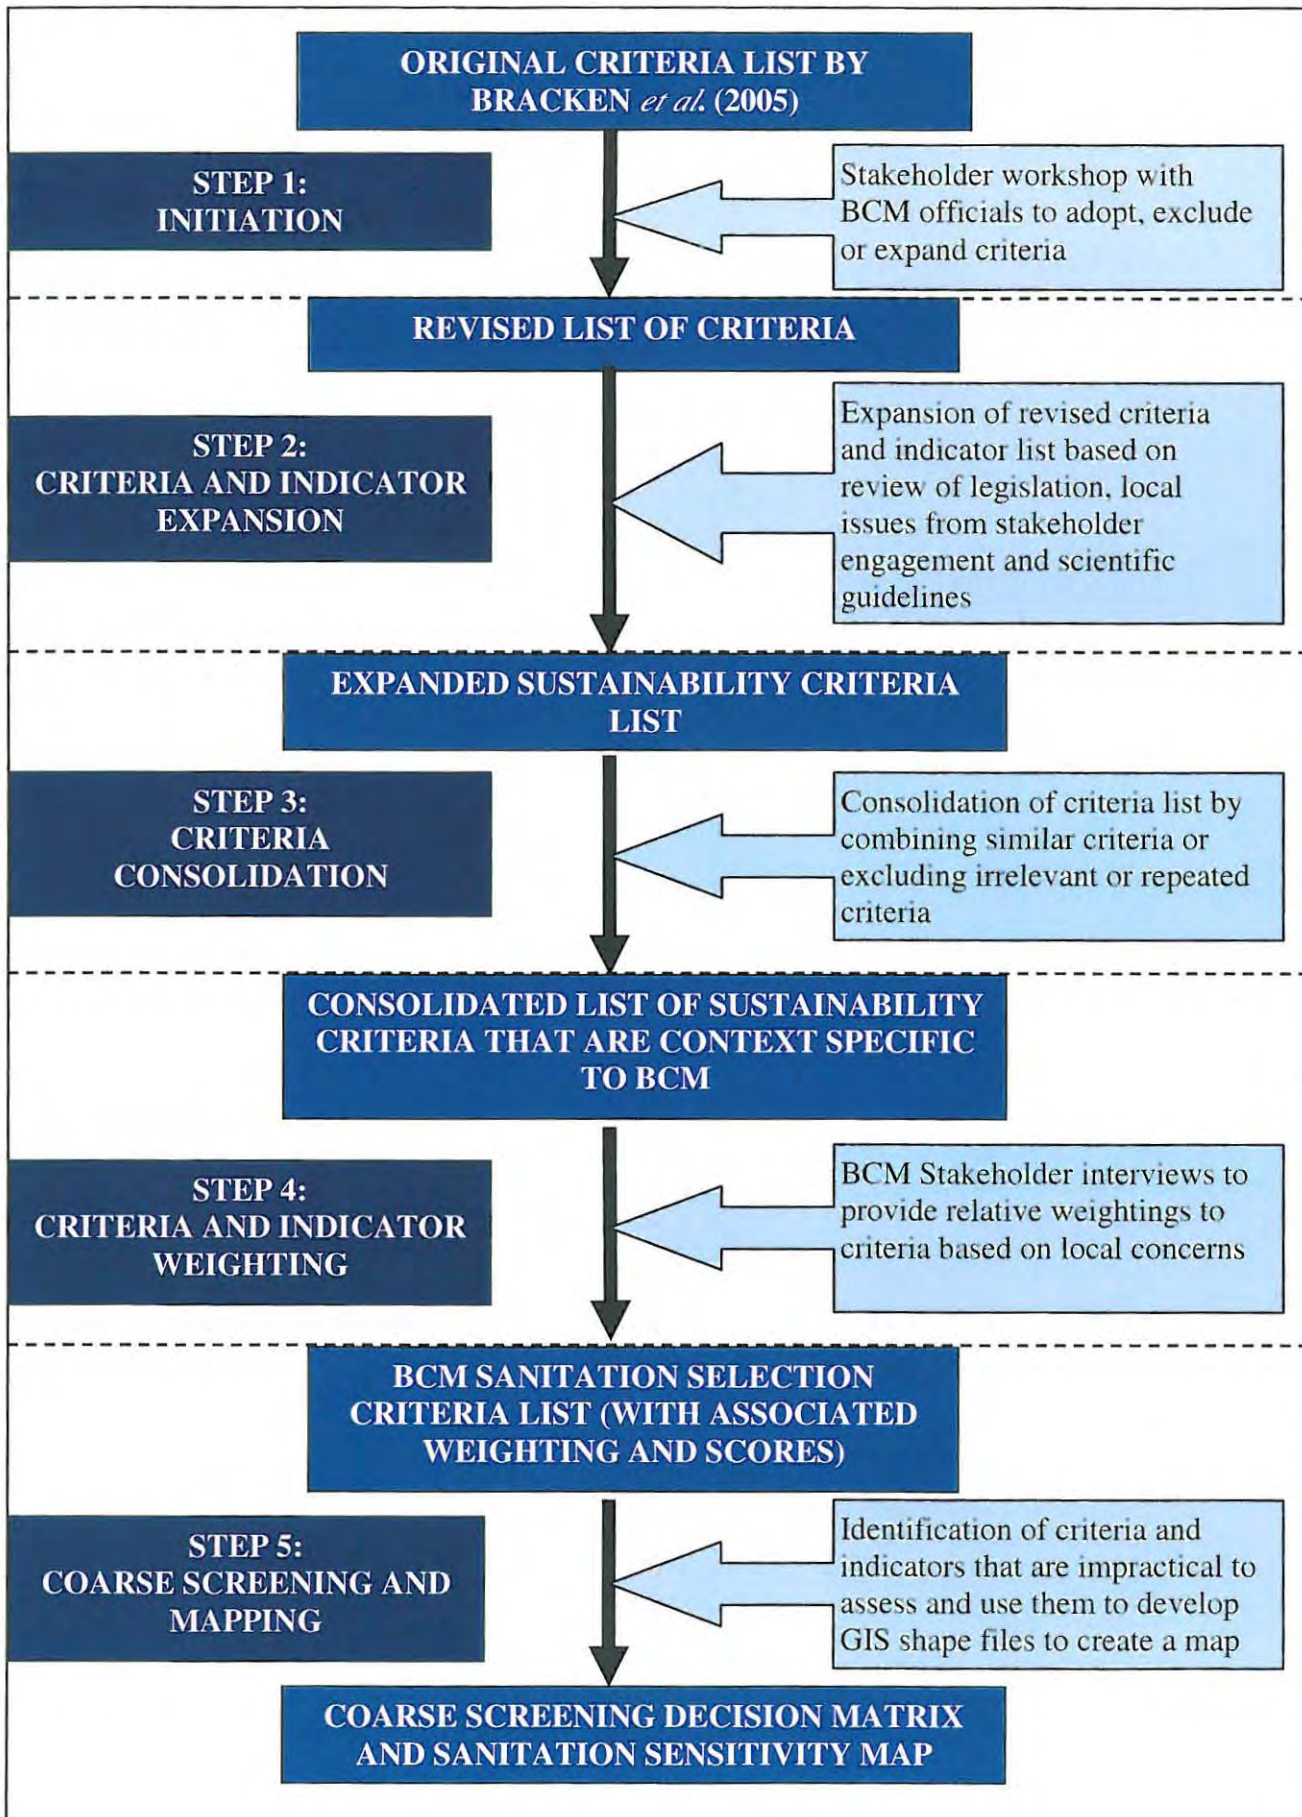 ORIGINAL CRITERIA LIST BY
BRACKEN et al. (2005)
STEP 1:
INITIATION
Stakeholder workshop with
BCM officials to adopt, exclude
or expand criteria
REVISED LIST OF CRITERIA
STEP 2:
CRITERIA AND INDICATOR
EXPANSION
Expansion of revised criteria
and indicator list based on
review of legislation, local
issues from stakeholder
engagement and scientific
guidelines
EXPANDED SUSTAINABILITY CRITERIA
LIST
STEP 3:
CRITERIA
CONSOLIDATION
Consolidation of criteria list by
combining similar criteria or
excluding irrelevant or repeated
criteria
CONSOLIDATED LIST OF SUSTAINABILITY
CRITERIA THAT ARE CONTEXT SPECIFIC
TO BCM
STEP 4:
CRITERIA AND INDICATOR
WEIGHTING
BCM Stakeholder interviews to
provide relative weightings to
criteria based on local concerns
BCM SANITATION SELECTION
CRITERIA LIST (WITH ASSOCIATED
WEIGHTING AND SCORES)
STEP 5:
COARSE SCREENING AND
MAPPING
Identification of criteria and
indicators that are impractical to
assess and use them to develop
GIS shape files to create a map
COARSE SCREENING DECISION MATRIX
AND SANITATION SENSITIVITY MAP